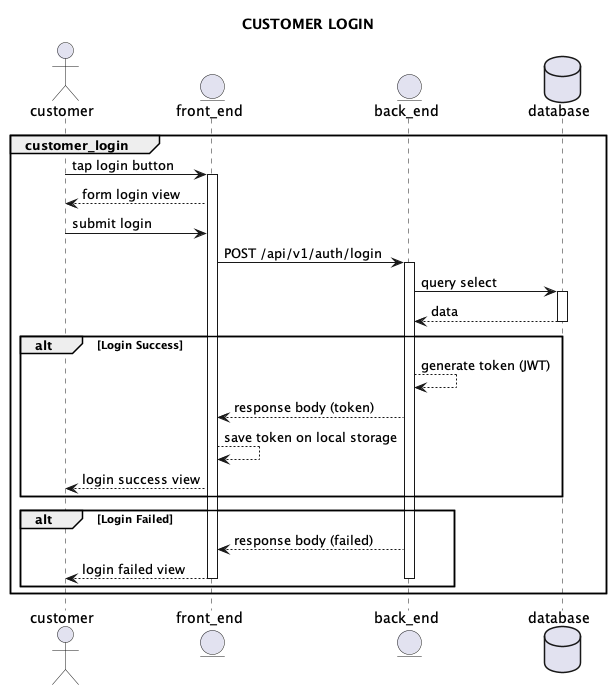 CUSTOMER LOGIN
customer
front_end
back_end
database
customer_login
tap login button
form login view
submit login
POST /api/v1/auth/login
query select
data
alt [Login Success]
generate token (JWT)
response body (token)
save token on local storage
login success view
alt [Login Failed]
response body (failed)
login failed view
customer
front_end
back_end
database